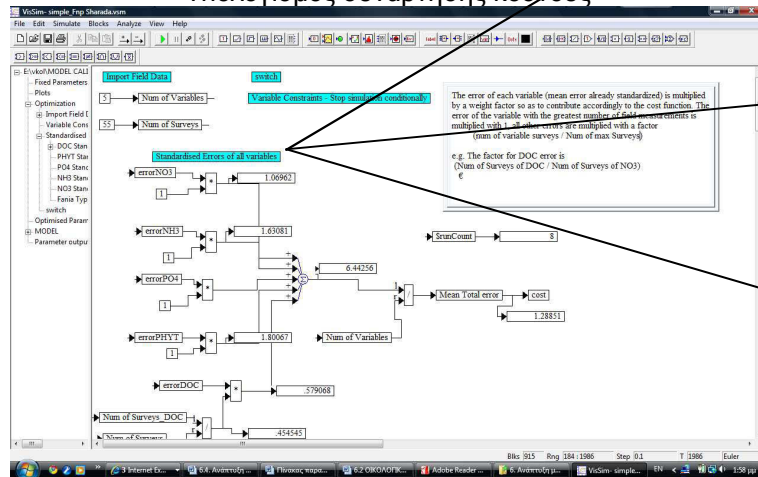 Υπολογισμός συνάρτησης κόστους
VisSim - simple_Fnp Sharada.vsm
File Edit Simulate Blocks Analyze View Help
E:\vkol\MODEL CALI
Fixed Parameters
Plots
Optimization
Import Field D
Variable Cons
Standardised
DOC Stan
PHYT Star
PO4 Stanc
NH3 Stanc
NO3 Stanc
Fania Typ
switch
Optimised Param
MODEL
Parameter outpu
Import Field Data
switch
5
Num of Variables
Variable Constraints - Stop simulation conditionally
55
Num of Surveys
The error of each variable (mean error already standardized) is multiplied
by a weight factor so as to contribute accordingly to the cost function. The
error of the variable with the greatest number of field measurements is
multiplied with 1, all other errors are multiplied with a factor
(num of variable surveys / Num of max Surveys)
e.g. The factor for DOC error is
(Num of Surveys of DOC / Num of Surveys of NO3)
€
Standardised Errors of all variables
errorNO3
*
1.06962
1
errorNH3
*
1.63081
1
$runCount
8
errorPO4
*
1
Σ
6.44256
l
r
/
Mean Total error
cost
1.28851
errorPHYT
*
1.80067
1
Num of Variables
errorDOC
*
.579068
Num of Surveys_DOC
l
r
/
.454545
Num of Surveys
Blks 915 Rng 184:1986 Step 0.1 T 1986 Euler
3 Internet Ex...
6.4. Ανάπτυξη ...
Πίνακας παρα...
6.2 ΟΙΚΟΛΟΓΙΚ...
Adobe Reader ...
6. Ανάπτυξη μ...
VisSim- simple...
EN
1:58 μμ